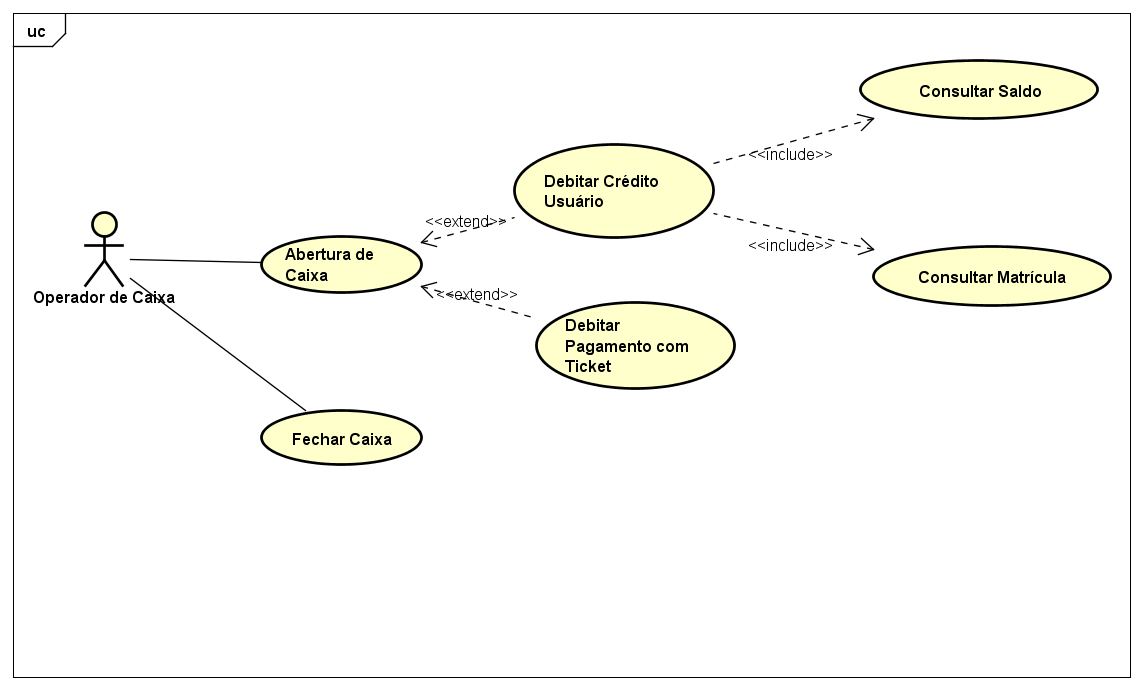 uc
Consultar Saldo
<<include>>
Debitar Crédito
Usuário
<<extend>>
<<include>>
Abertura de
Caixa
Consultar Matrícula
Operador de Caixa
<<extend>>
Debitar
Pagamento com
Ticket
Fechar Caixa